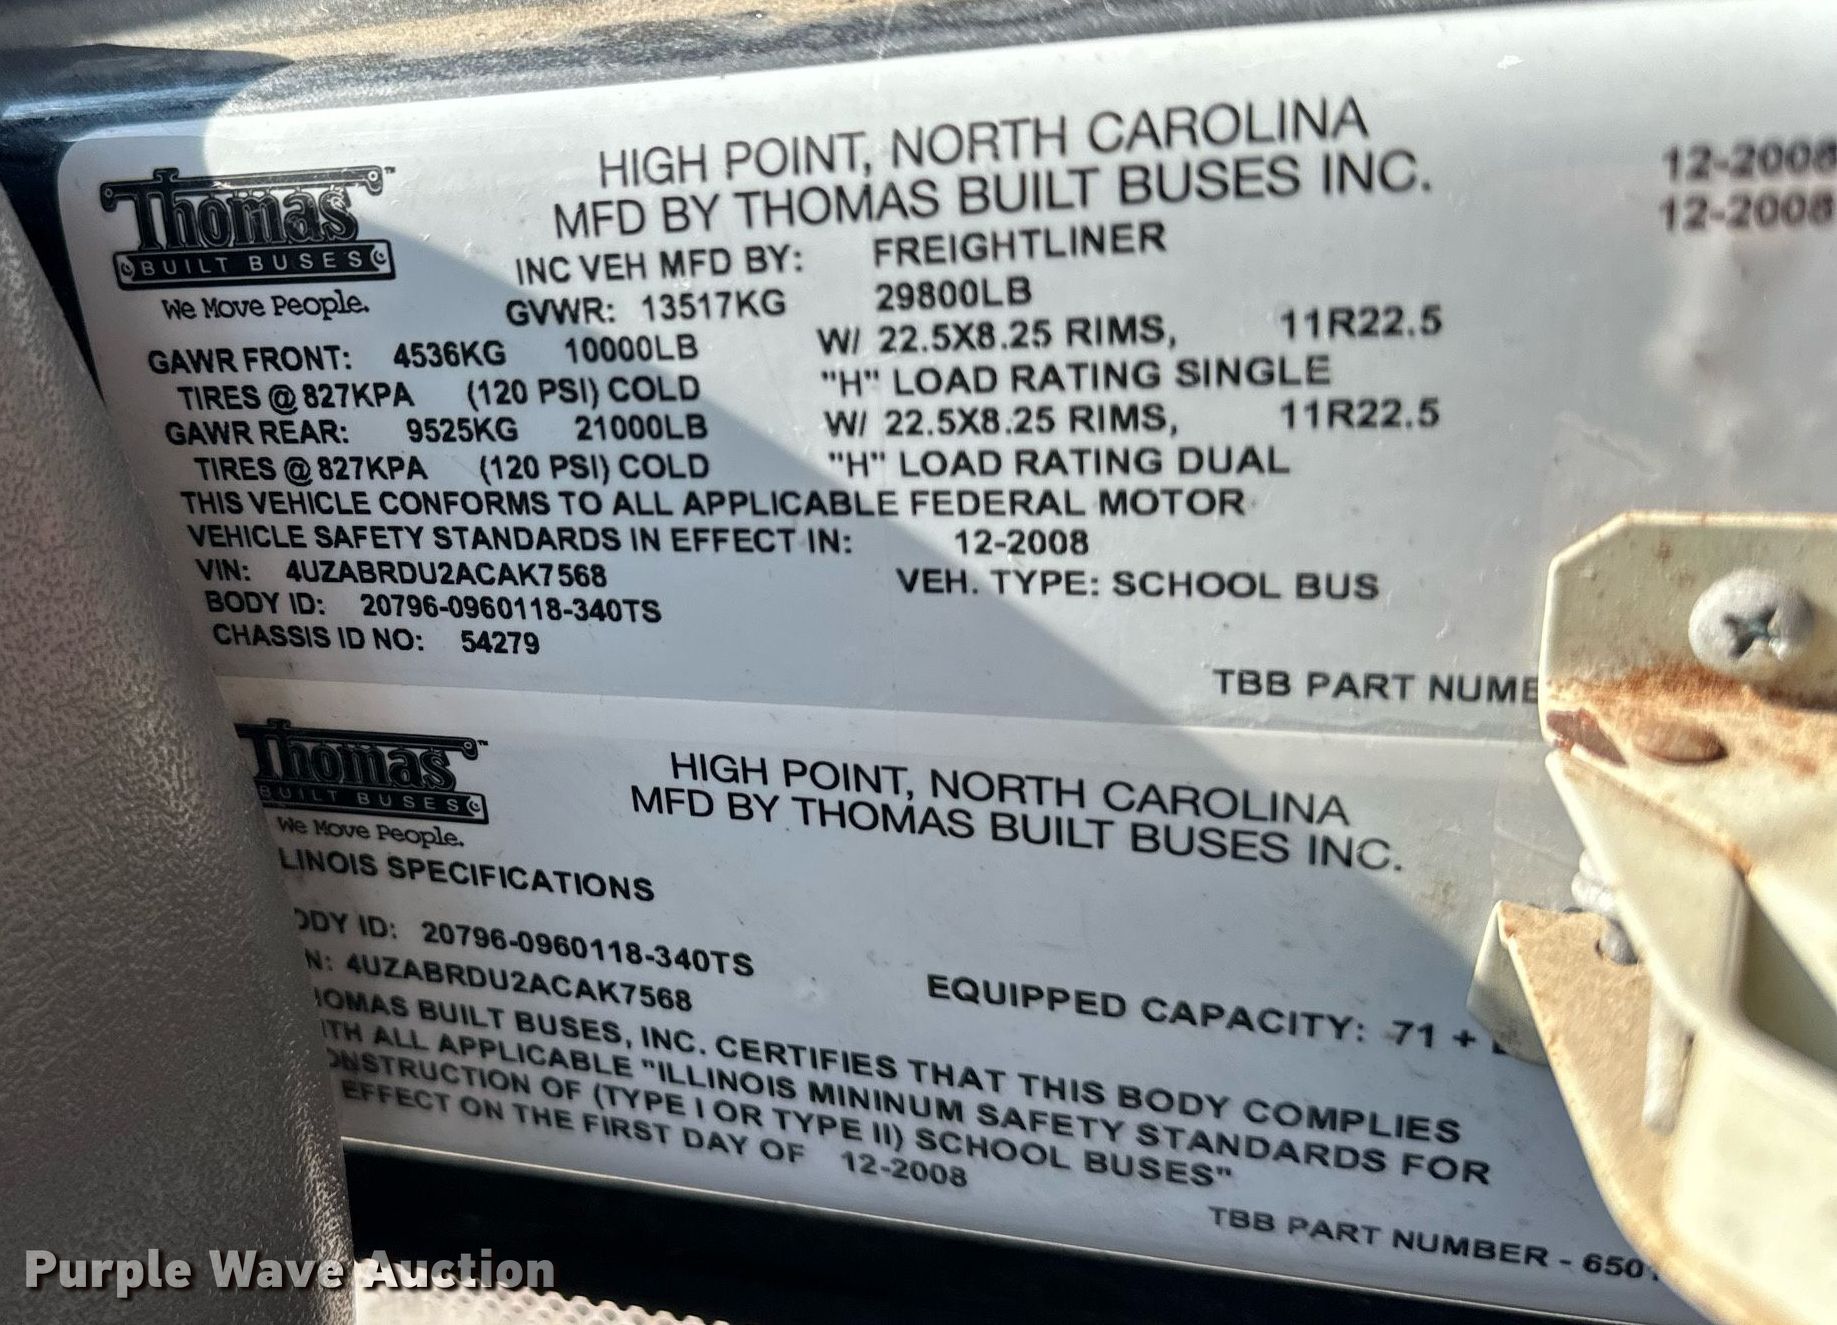 Thomas
BUILT BUSES
We Move People.
HIGH POINT, NORTH CAROLINA
MFD BY THOMAS BUILT BUSES INC.
12-2008
12-2008
INC VEH MFD BY: FREIGHTLINER
GVWR: 13517KG 29800LB
GAWR FRONT: 4536KG 10000LB W/ 22.5X8.25 RIMS, 11R22.5
TIRES @ 827KPA (120 PSI) COLD "H" LOAD RATING SINGLE
GAWR REAR: 9525KG 21000LB W/ 22.5X8.25 RIMS, 11R22.5
TIRES @ 827KPA (120 PSI) COLD "H" LOAD RATING DUAL
THIS VEHICLE CONFORMS TO ALL APPLICABLE FEDERAL MOTOR
VEHICLE SAFETY STANDARDS IN EFFECT IN: 12-2008
VIN: 4UZABRDU2ACAK7568 VEH. TYPE: SCHOOL BUS
BODY ID: 20796-0960118-340TS
CHASSIS ID NO: 54279
TBB PART NUMB
Thomas
BUILT BUSES
We Move People.
HIGH POINT, NORTH CAROLINA
MFD BY THOMAS BUILT BUSES INC.
LINOIS SPECIFICATIONS
ODY ID: 20796-0960118-340TS
N: 4UZABRDU2ACAK7568 EQUIPPED CAPACITY: 71 +
HOMAS BUILT BUSES, INC. CERTIFIES THAT THIS BODY COMPLIES
ITH ALL APPLICABLE "ILLINOIS MININUM SAFETY STANDARDS FOR
ONSTRUCTION OF (TYPE I OR TYPE II) SCHOOL BUSES"
EFFECT ON THE FIRST DAY OF 12-2008
TBB PART NUMBER - 650
Purple Wave Auction